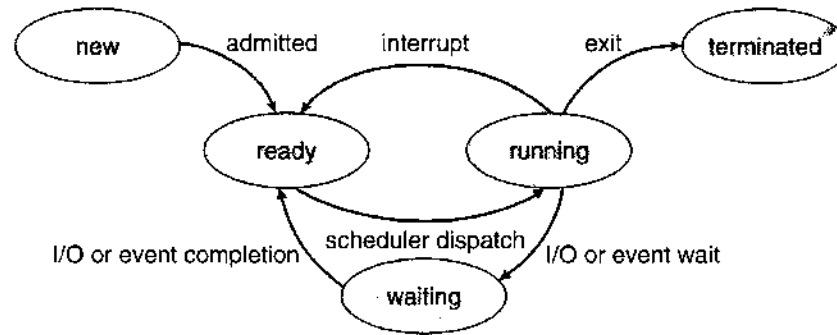 new
admitted
interrupt
exit
terminated
ready
running
I/O or event completion
scheduler dispatch
I/O or event wait
waiting